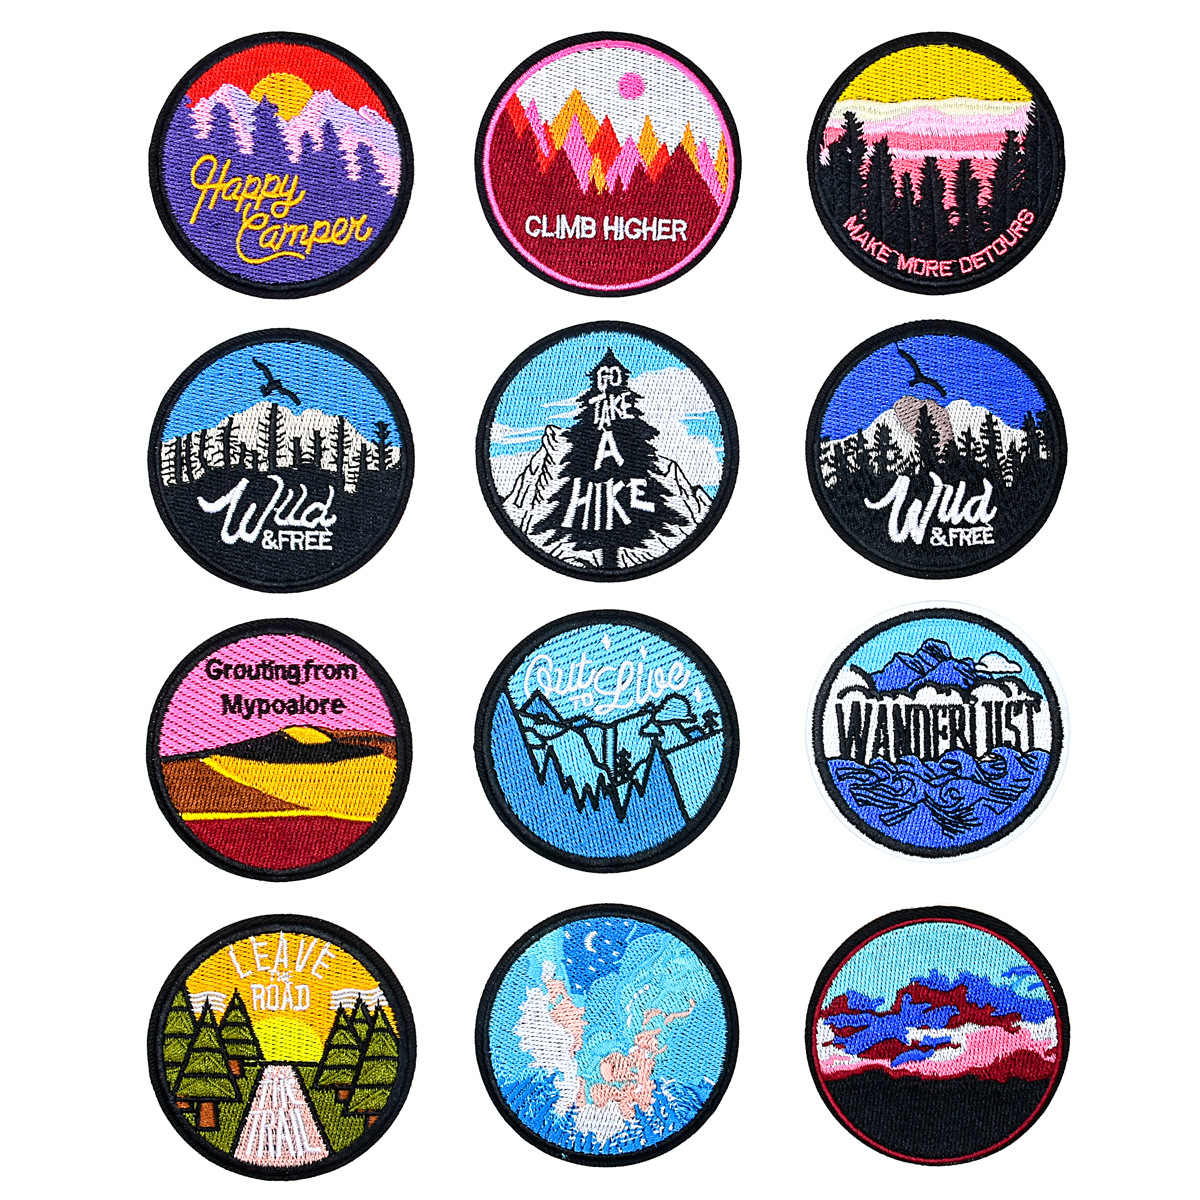 Happy
Camper
CLIMB HIGHER
MAKE MORE DETOURS
Wild
&FREE
GO
TAKE
A
HIKE
Wild
&FREE
Grouting from
Mypoalore
Out
TO Live
WANDERLUST
LEAVE
THE
ROAD
THE
TRAIL